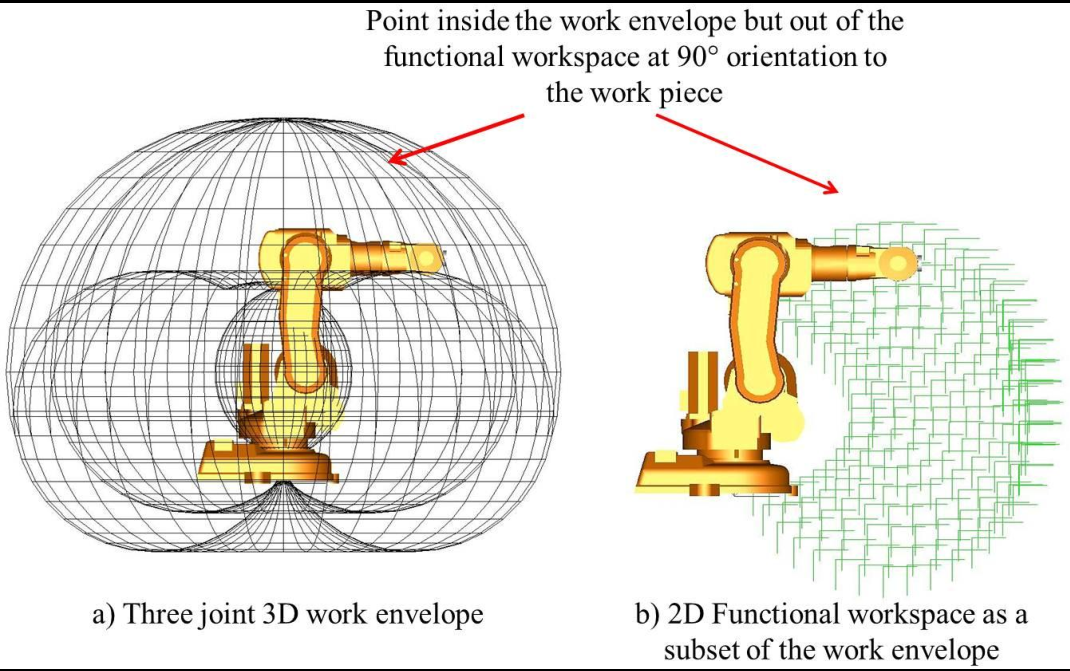 Point inside the work envelope but out of the
functional workspace at 90° orientation to
the work piece
a) Three joint 3D work envelope
b) 2D Functional workspace as a
subset of the work envelope